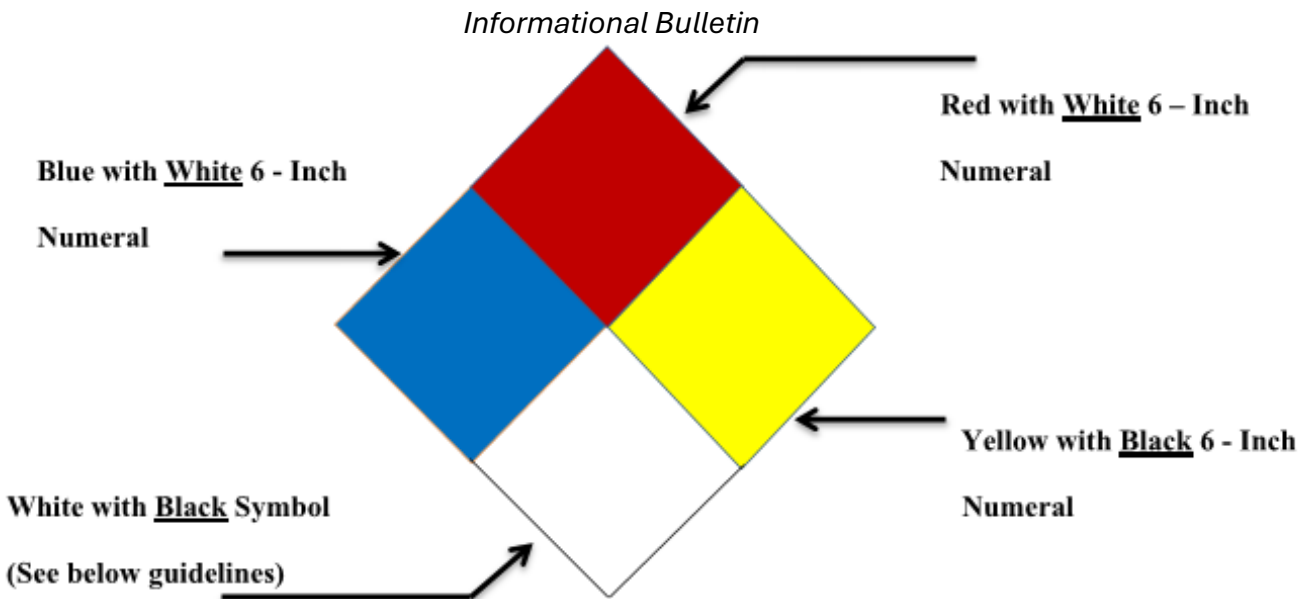 Informational Bulletin
Red with White 6 – Inch
Numeral
Blue with White 6 - Inch
Numeral
Yellow with Black 6 - Inch
Numeral
White with Black Symbol
(See below guidelines)